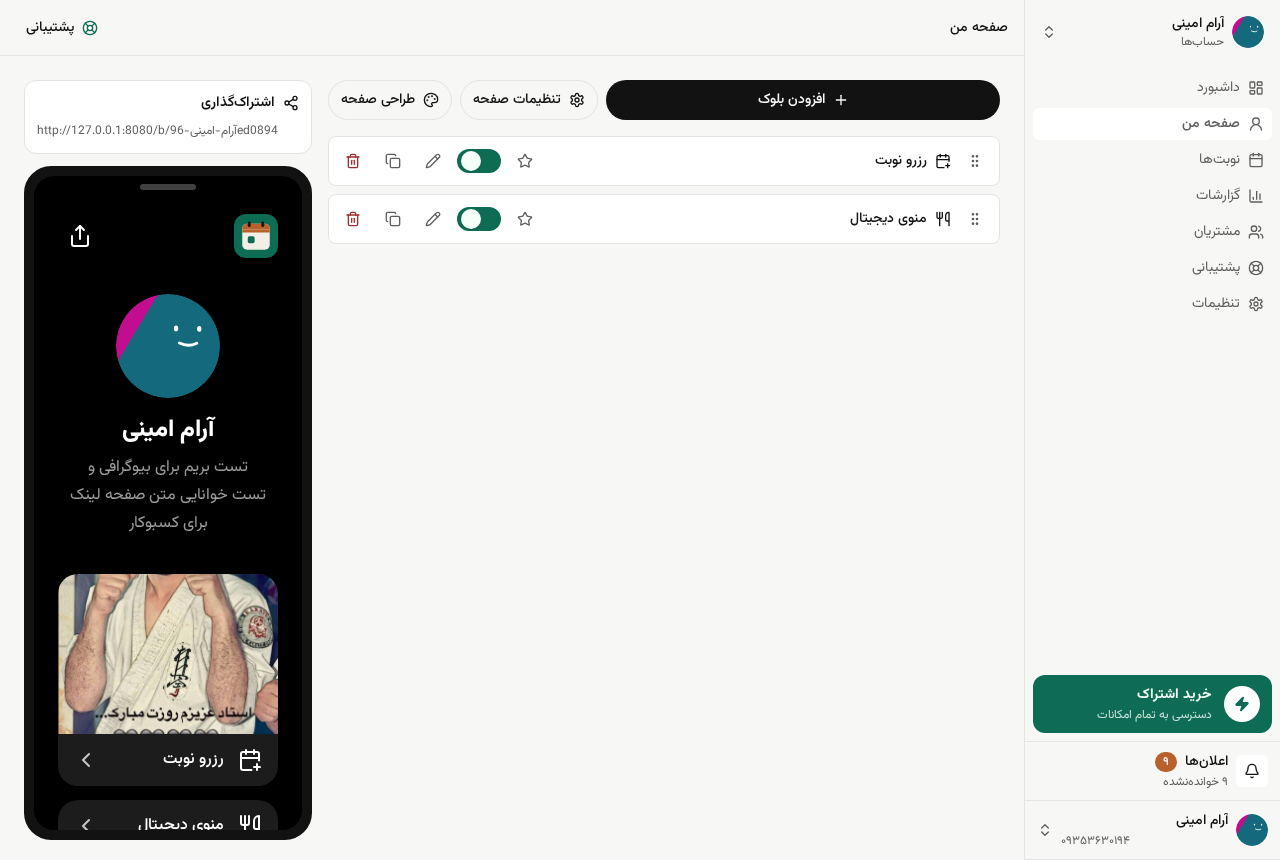 آرام امینی
حساب‌ها
داشبورد
صفحه من
نوبت‌ها
گزارشات
مشتریان
پشتیبانی
تنظیمات
خرید اشتراک
دسترسی به تمام امکانات
اعلان‌ها ۹
۹ خوانده‌نشده
آرام امینی
۰۹۳۵۳۶۳۰۱۹۴
صفحه من
پشتیبانی
افزودن بلوک
تنظیمات صفحه
طراحی صفحه
رزرو نوبت
منوی دیجیتال
اشتراک‌گذاری
http://127.0.0.1:8080/b/آرام-امینی-96ed0894
آرام امینی
تست بریم برای بیوگرافی و
تست خوانایی متن صفحه لینک
برای کسبوکار
استاد عزیزم روزت مبارک...
رزرو نوبت
منوی دیجیتال